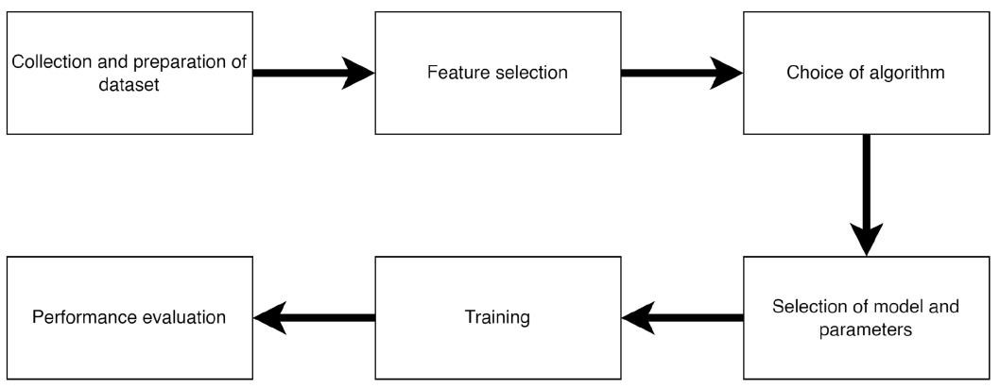 Collection and preparation of
dataset
Feature selection
Choice of algorithm
Selection of model and
parameters
Training
Performance evaluation